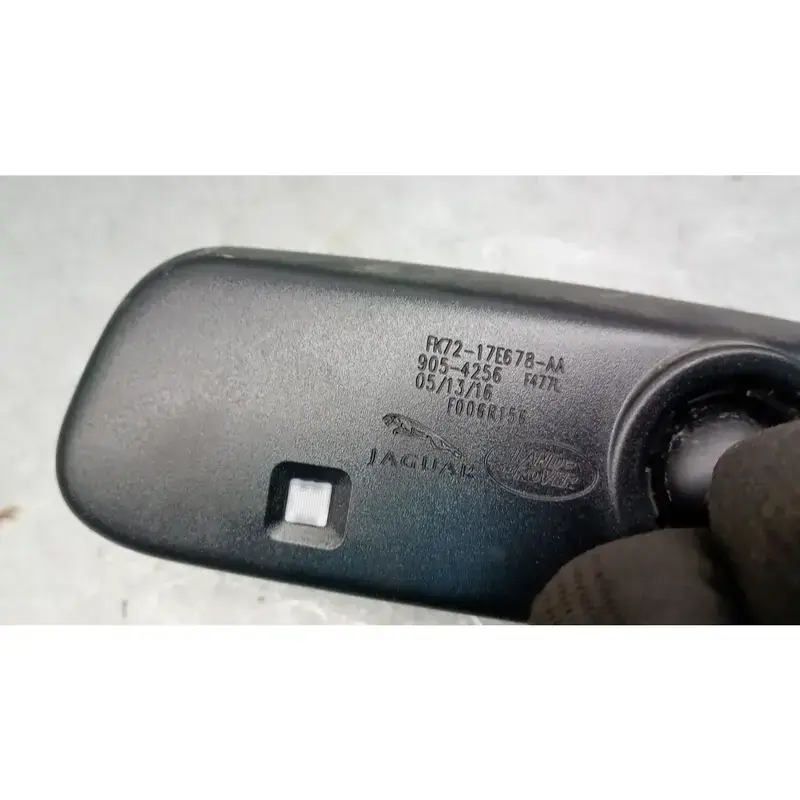 FK72-17E678-AA
905-4256 F477L
05/13/16
F006R156
JAGUAR
LAND
ROVER